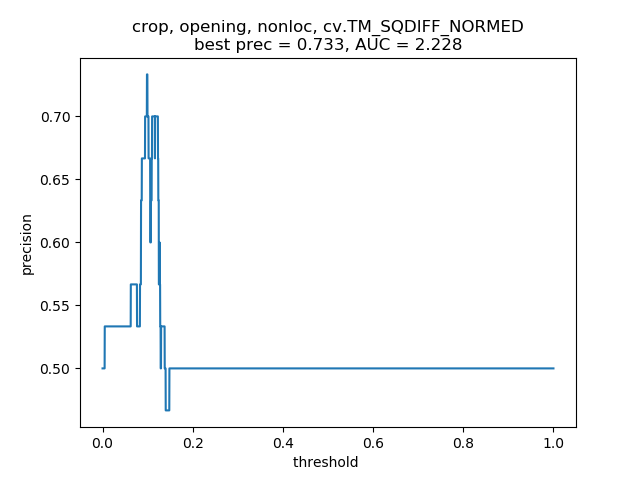 crop, opening, nonloc, cv.TM_SQDIFF_NORMED
best prec = 0.733, AUC = 2.228
0.70
0.65
0.60
0.55
0.50
precision
0.0 0.2 0.4 0.6 0.8 1.0
threshold